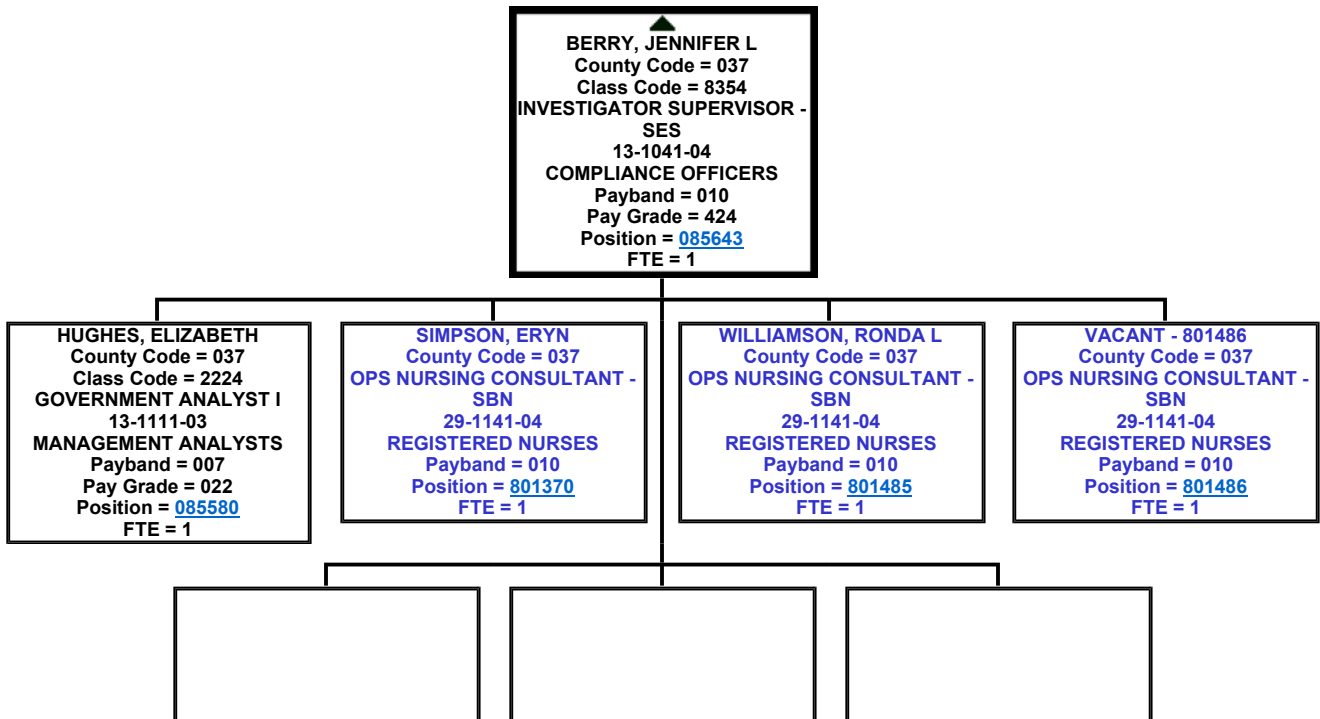 BERRY, JENNIFER L
County Code = 037
Class Code = 8354
INVESTIGATOR SUPERVISOR -
SES
13-1041-04
COMPLIANCE OFFICERS
Payband = 010
Pay Grade = 424
Position = 085643
FTE = 1
HUGHES, ELIZABETH
County Code = 037
Class Code = 2224
GOVERNMENT ANALYST I
13-1111-03
MANAGEMENT ANALYSTS
Payband = 007
Pay Grade = 022
Position = 085580
FTE = 1
SIMPSON, ERYN
County Code = 037
OPS NURSING CONSULTANT -
SBN
29-1141-04
REGISTERED NURSES
Payband = 010
Position = 801370
FTE = 1
WILLIAMSON, RONDA L
County Code = 037
OPS NURSING CONSULTANT -
SBN
29-1141-04
REGISTERED NURSES
Payband = 010
Position = 801485
FTE = 1
VACANT - 801486
County Code = 037
OPS NURSING CONSULTANT -
SBN
29-1141-04
REGISTERED NURSES
Payband = 010
Position = 801486
FTE = 1